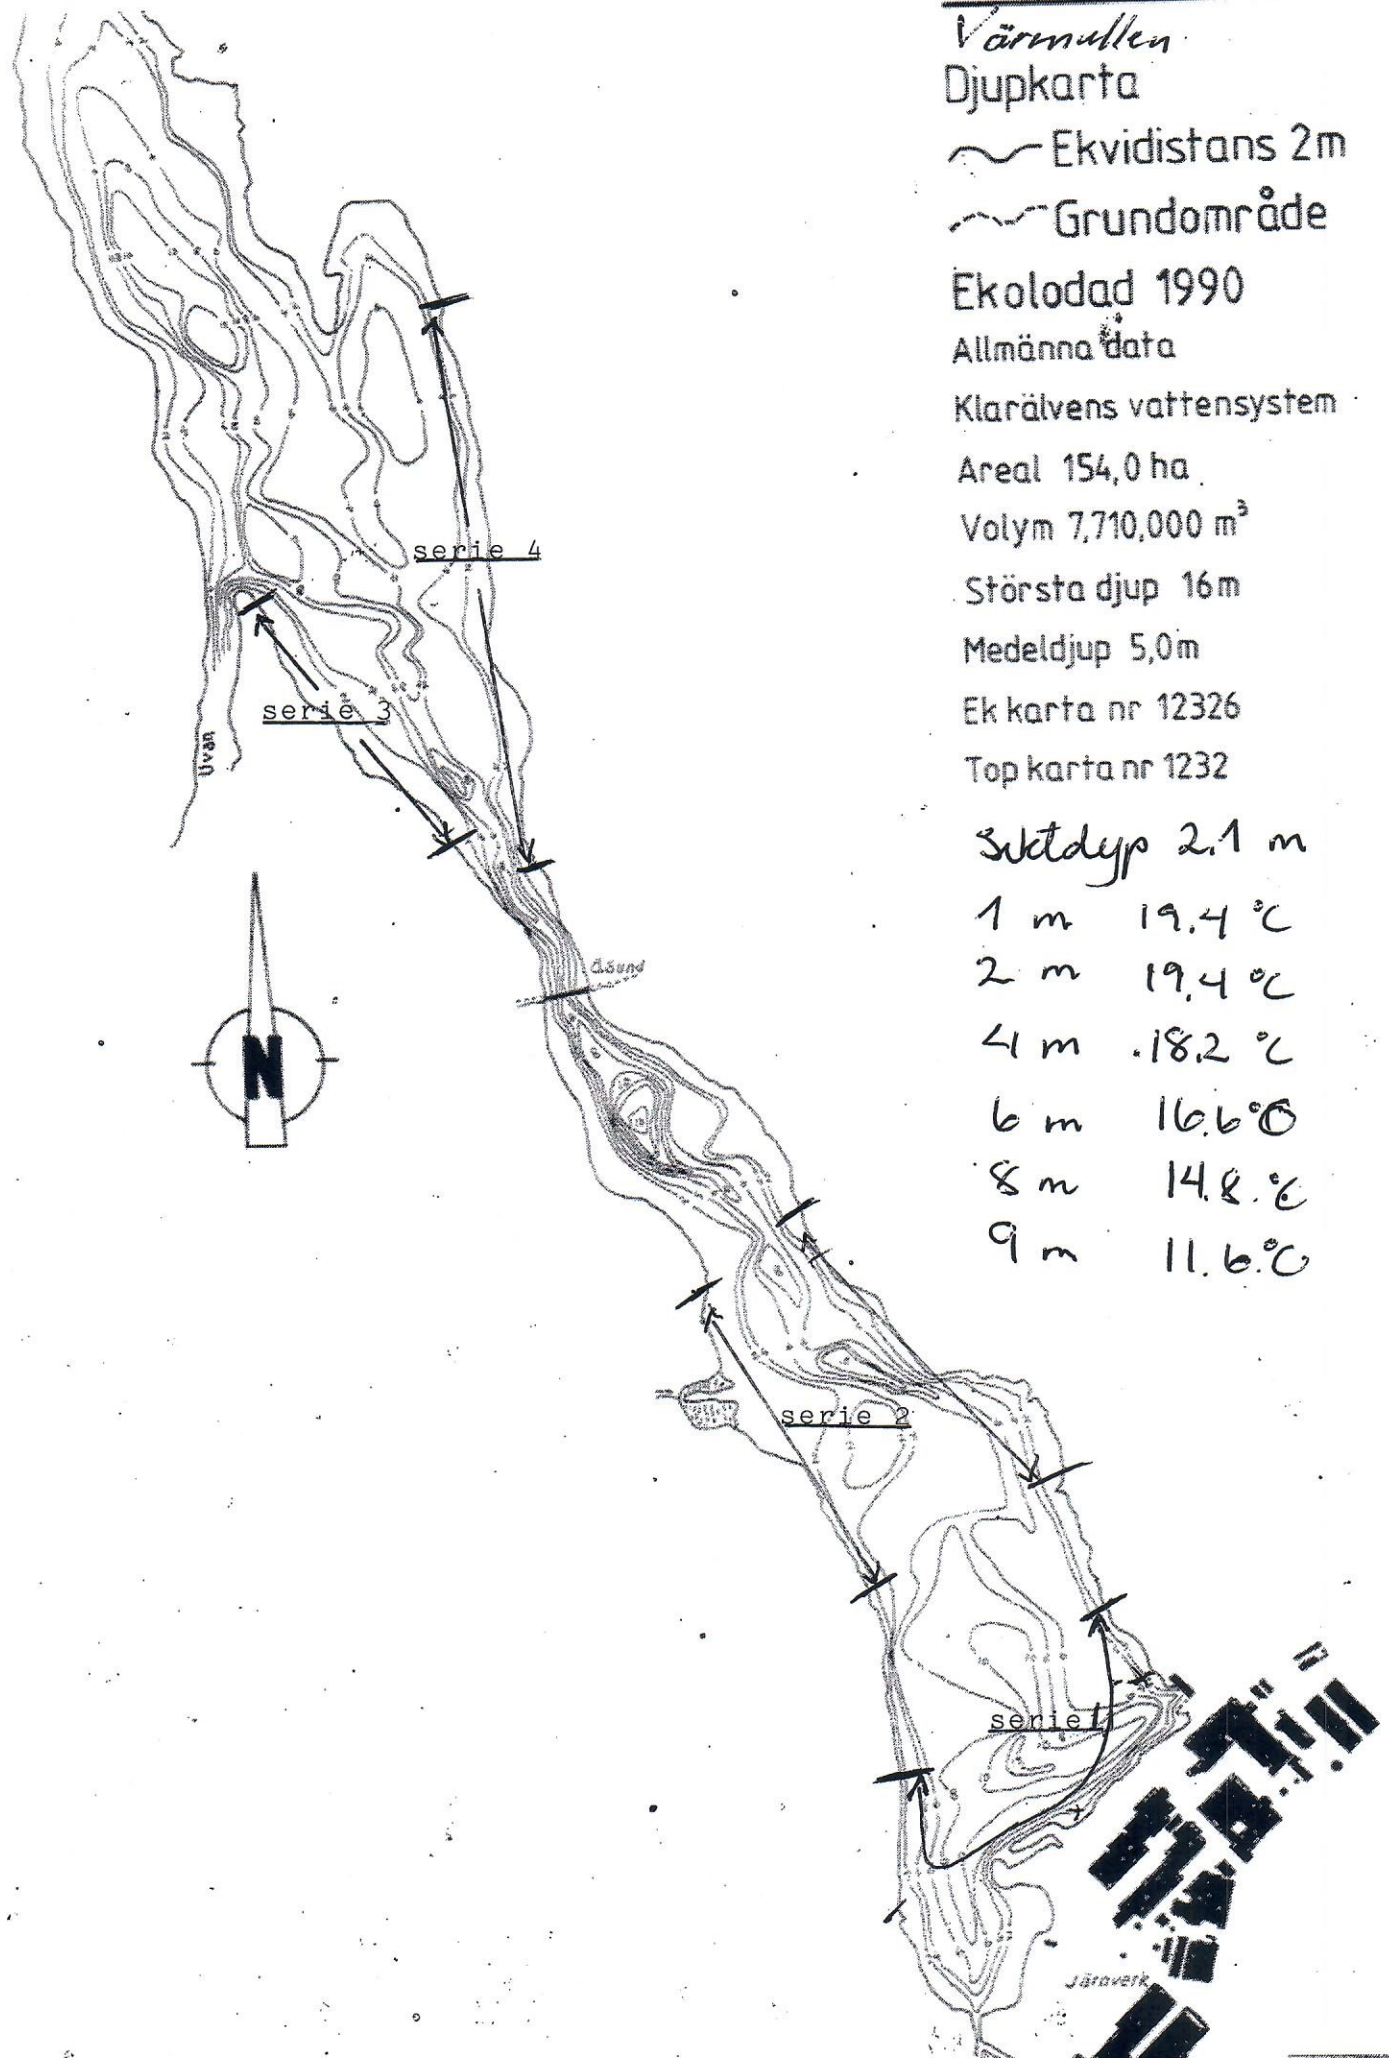 Värmullen
Djupkarta
Ekvidistans 2m
Grundområde
Ekolodad 1990
Allmänna data
Klarälvens vattensystem
Areal 154,0 ha
Volym 7,710,000 m³
Största djup 16m
Medeldjup 5,0m
Ek karta nr 12326
Top karta nr 1232
Siktdyp 2.1 m
1 m 19.4 °C
2 m 19.4 °C
4 m 18.2 °C
6 m 16.6 °C
8 m 14.8 °C
9 m 11.6 °C
serie 4
serie 3
Uvån
Åsund
N
serie 2
serie 1
Järnverk